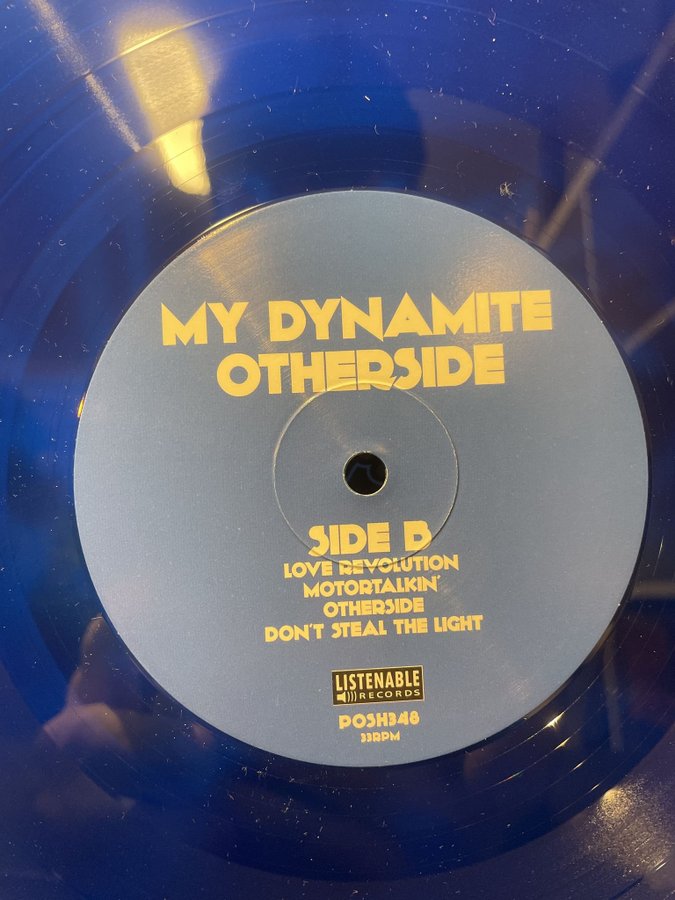 MY DYNAMITE
OTHERSIDE
SIDE B
LOVE REVOLUTION
MOTORTALKIN'
OTHERSIDE
DON'T STEAL THE LIGHT
LISTENABLE
RECORDS
POSH348
33RPM